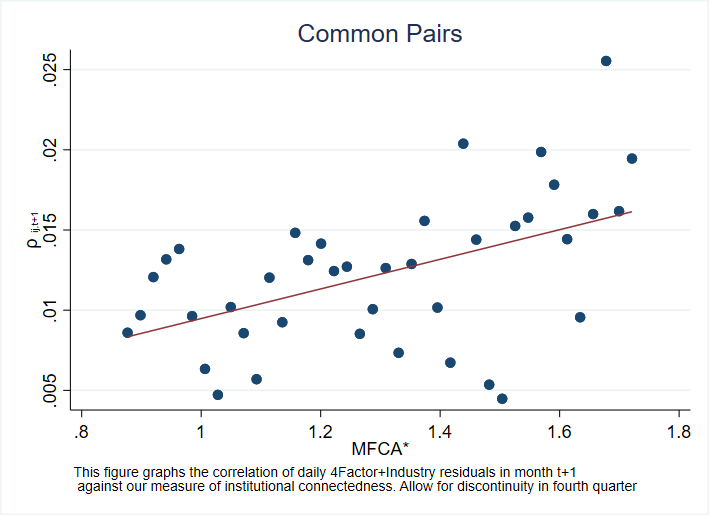 Common Pairs
.025
.02
.015
.01
.005
ρ ij,t+1
.8
1
1.2
1.4
1.6
1.8
MFCA*
This figure graphs the correlation of daily 4Factor+Industry residuals in month t+1
against our measure of institutional connectedness. Allow for discontinuity in fourth quarter